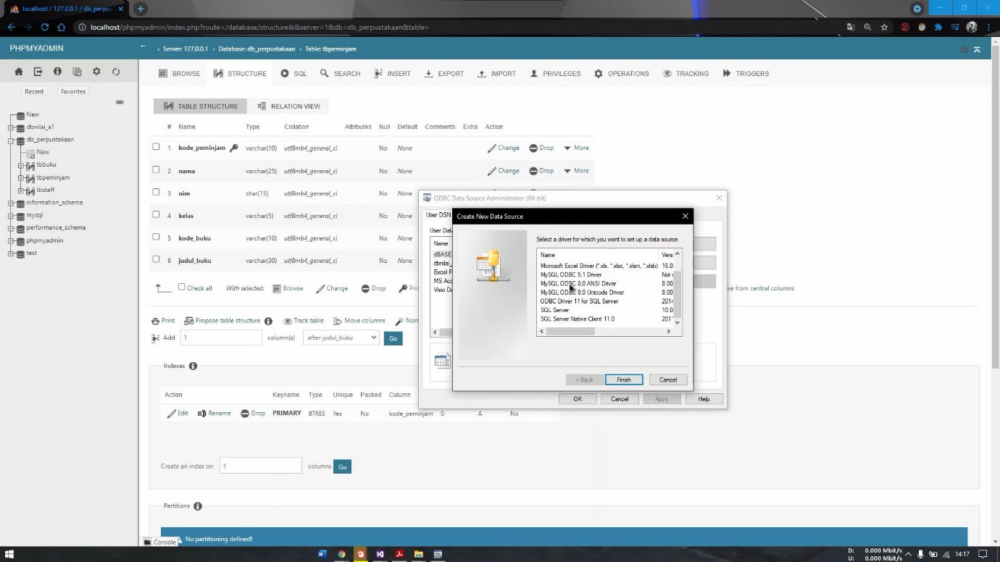 localhost / 127.0.0.1 / db_perpus
localhost/phpmyadmin/index.php?route=/database/structure&server=1&db=db_perpustakaan&table=
PHPMYADMIN
Server: 127.0.0.1 › Database: db_perpustakaan › Table: tbpeminjam
BROWSE STRUCTURE SQL SEARCH INSERT EXPORT IMPORT PRIVILEGES OPERATIONS TRACKING TRIGGERS
Recent Favorites
New
dbnilai_a1
db_perpustakaan
New
tbbuku
tbpeminjam
tbstaff
information_schema
mysql
performance_schema
phpmyadmin
test
TABLE STRUCTURE RELATION VIEW
# Name Type Collation Attributes Null Default Comments Extra Action
1 kode_peminjam varchar(10) utf8mb4_general_ci No None Change Drop More
2 nama varchar(25) utf8mb4_general_ci No None Change Drop More
3 nim char(15) utf8mb4_general_ci No None
4 kelas varchar(5) utf8mb4_general_ci No None
5 kode_buku varchar(10) utf8mb4_general_ci No None
6 judul_buku varchar(30) utf8mb4_general_ci No None
Check all With selected: Browse Change Drop Pri
ve from central columns
Print Propose table structure Track table Move columns Nor
Add 1 column(s) after judul_buku Go
Indexes
Action Keyname Type Unique Packed Column
Edit Rename Drop PRIMARY BTREE Yes No kode_peminjam 0 A No
Create an index on 1 columns Go
Partitions
No partitioning defined!
Console
ODBC Data Source Administrator (64-bit)
User DSN
User Dat
Name
dBASE
dbnilai_
Excel F
MS Acc
Visio Da
OK Cancel Apply Help
Create New Data Source
Select a driver for which you want to set up a data source.
Name Vers
Microsoft Excel Driver (*.xls, *.xlsx, *.xlsm, *.xlsb) 16.0
MySQL ODBC 5.1 Driver Not
MySQL ODBC 8.0 ANSI Driver 8.00
MySQL ODBC 8.0 Unicode Driver 8.00
ODBC Driver 11 for SQL Server 2014
SQL Server 10.0
SQL Server Native Client 11.0 201
< Back Finish Cancel
D: 0.000 Mbit/s
U: 0.000 Mbit/s
14:17